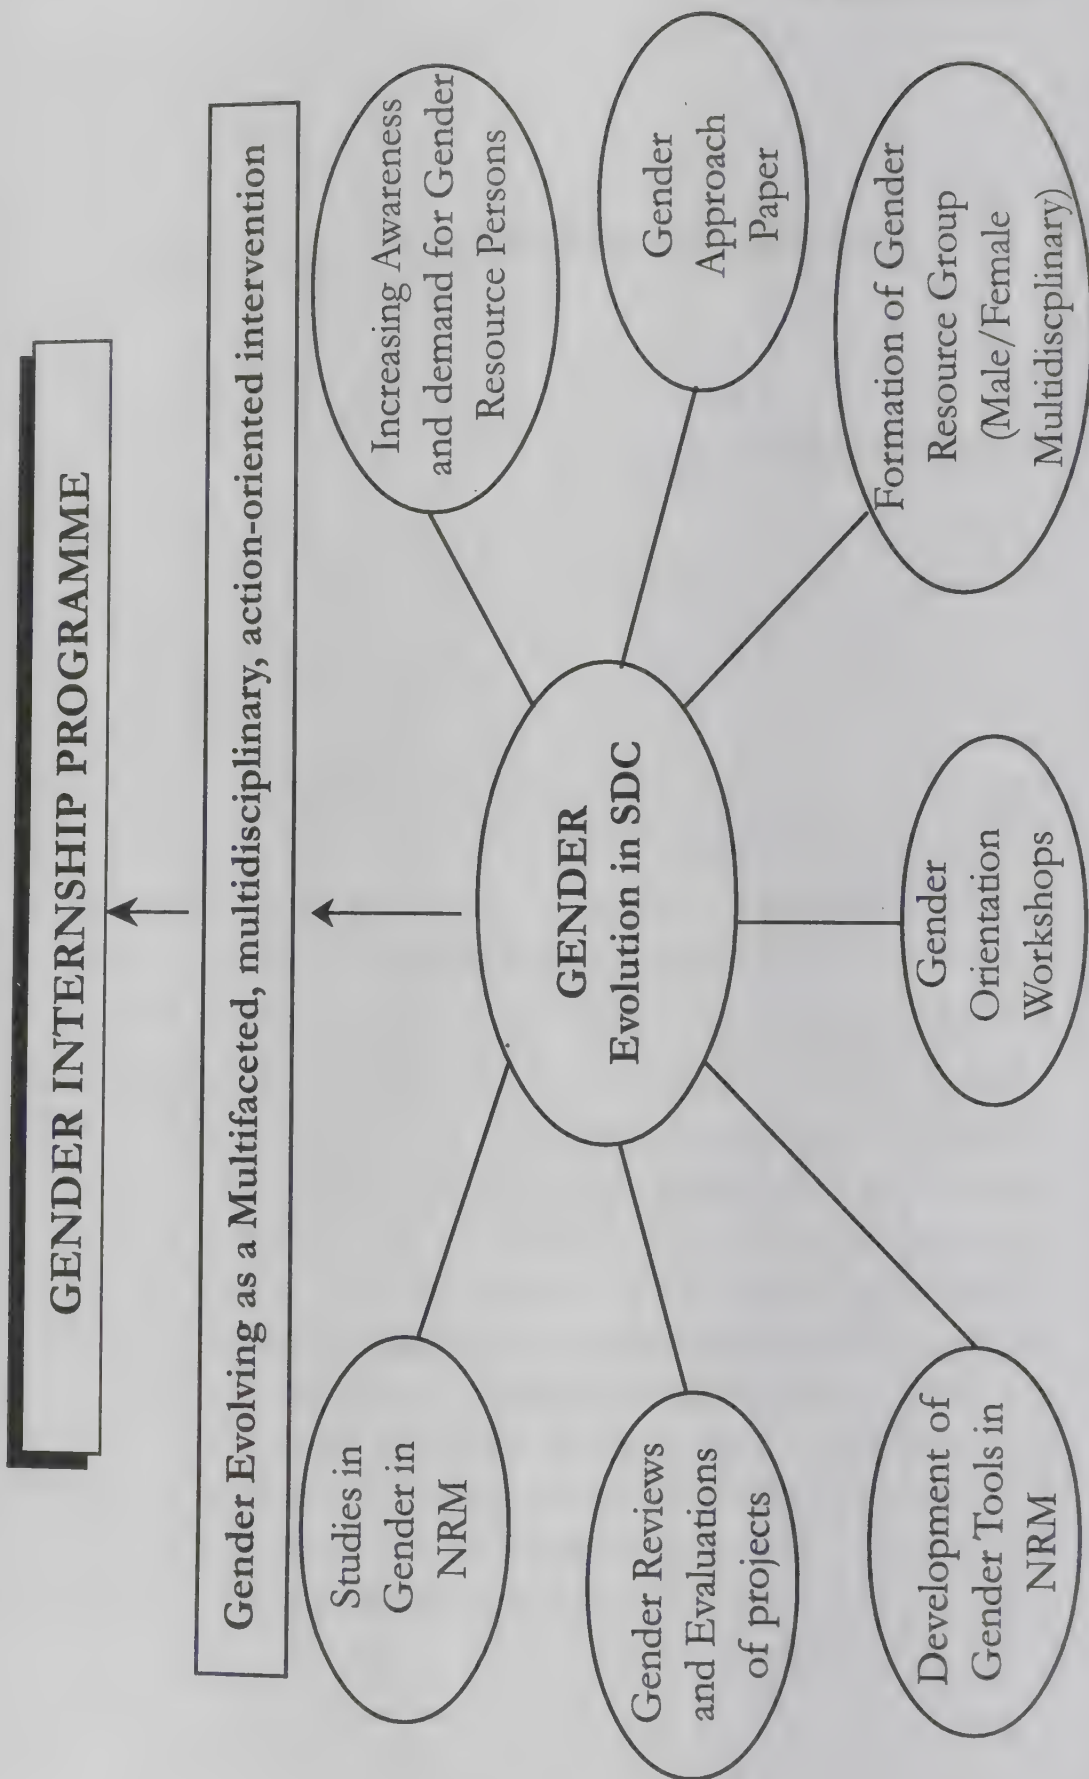 GENDER INTERNSHIP PROGRAMME
Gender Evolving as a Multifaceted, multidisciplinary, action-oriented intervention
Studies in
Gender in
NRM
Increasing Awareness
and demand for Gender
Resource Persons
GENDER
Evolution in SDC
Gender Reviews
and Evaluations
of projects
Gender
Approach
Paper
Development of
Gender Tools in
NRM
Gender
Orientation
Workshops
Formation of Gender
Resource Group
(Male/Female
Multidiscplinary)